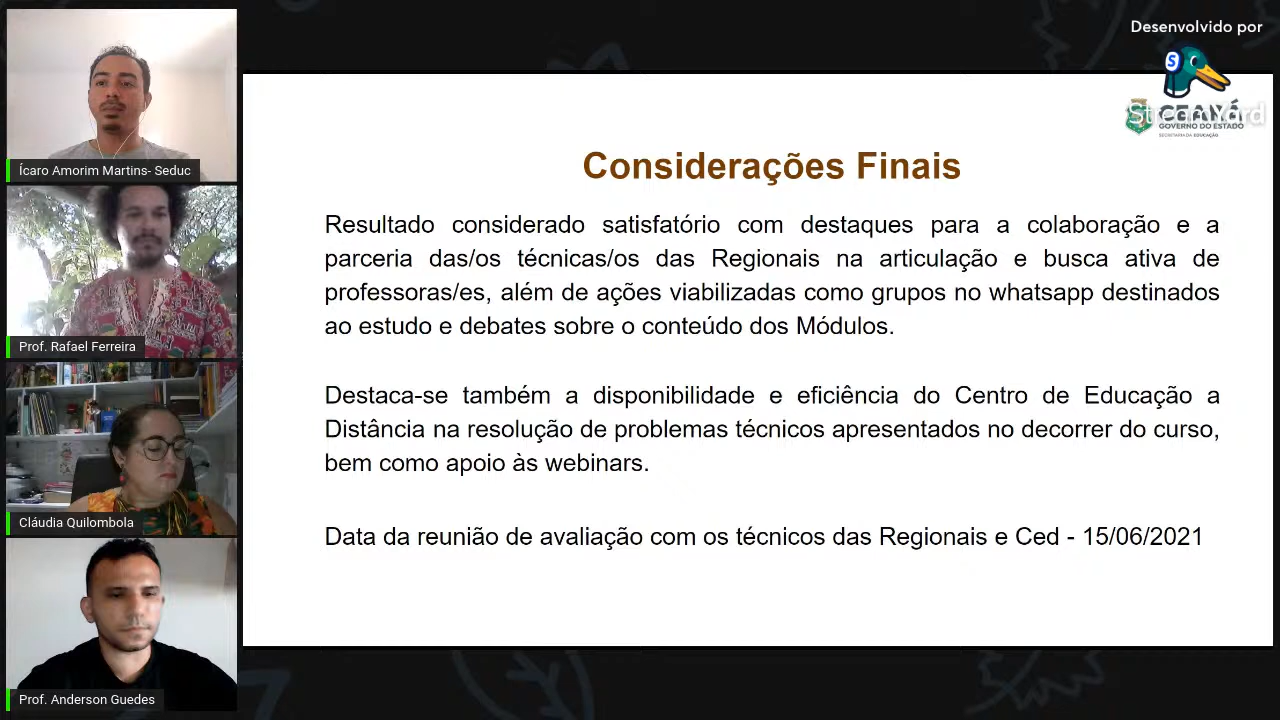 Desenvolvido por
StreamYard
CEARÁ
GOVERNO DO ESTADO
SECRETARIA DA EDUCAÇÃO
Considerações Finais
Resultado considerado satisfatório com destaques para a colaboração e a
parceria das/os técnicas/os das Regionais na articulação e busca ativa de
professoras/es, além de ações viabilizadas como grupos no whatsapp destinados
ao estudo e debates sobre o conteúdo dos Módulos.
Destaca-se também a disponibilidade e eficiência do Centro de Educação a
Distância na resolução de problemas técnicos apresentados no decorrer do curso,
bem como apoio às webinars.
Data da reunião de avaliação com os técnicos das Regionais e Ced - 15/06/2021
Ícaro Amorim Martins- Seduc
Prof. Rafael Ferreira
Cláudia Quilombola
Prof. Anderson Guedes